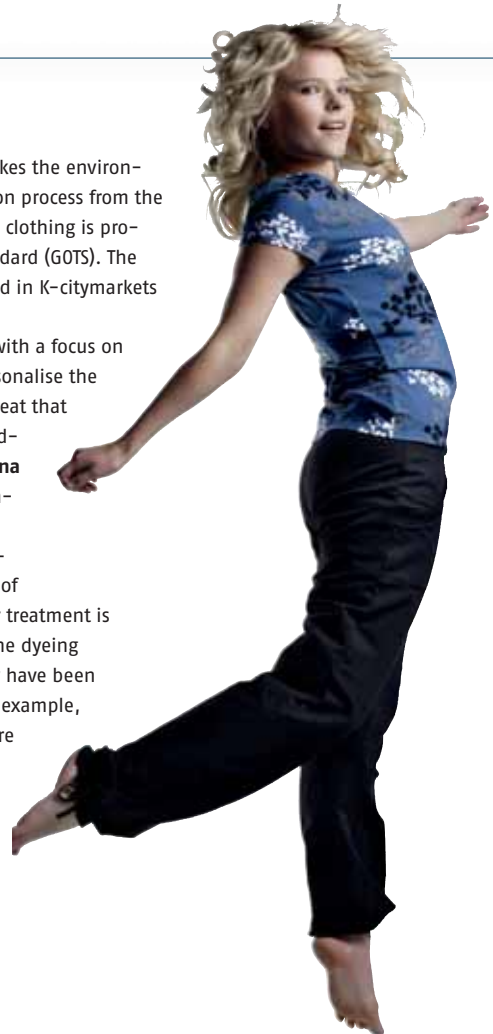 kes the environ-
on process from the
clothing is pro-
dard (GOTS). The
d in K-citymarkets
with a focus on
sonalise the
eat that
d-
na
-
-
of
treatment is
ne dyeing
have been
example,
re